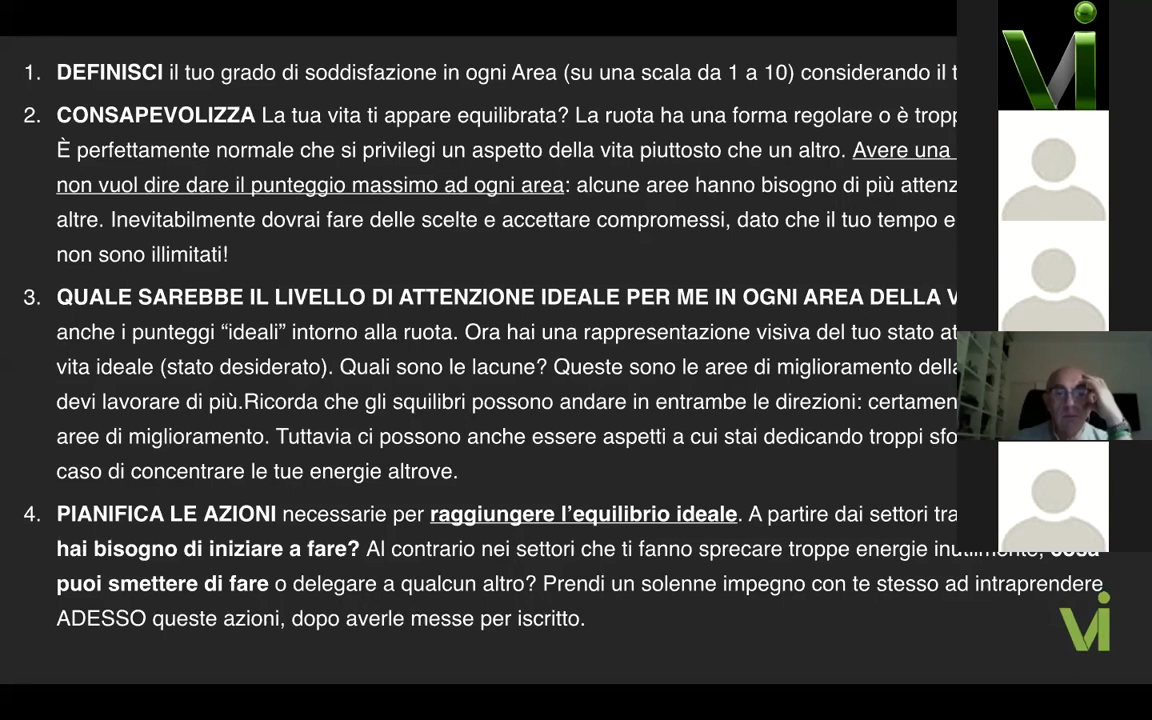 1. DEFINISCI il tuo grado di soddisfazione in ogni Area (su una scala da 1 a 10) considerando il
2. CONSAPEVOLIZZA La tua vita ti appare equilibrata? La ruota ha una forma regolare o è
È perfettamente normale che si privilegi un aspetto della vita piuttosto che un altro. Avere una
non vuol dire dare il punteggio massimo ad ogni area: alcune aree hanno bisogno di più
altre. Inevitabilmente dovrai fare delle scelte e accettare compromessi, dato che il tuo tempo e
non sono illimitati!
3. QUALE SAREBBE IL LIVELLO DI ATTENZIONE IDEALE PER ME IN OGNI AREA DELLA
anche i punteggi “ideali” intorno alla ruota. Ora hai una rappresentazione visiva del tuo stato
vita ideale (stato desiderato). Quali sono le lacune? Queste sono le aree di miglioramento
devi lavorare di più.Ricorda che gli squilibri possono andare in entrambe le direzioni:
aree di miglioramento. Tuttavia ci possono anche essere aspetti a cui stai dedicando troppi
caso di concentrare le tue energie altrove.
4. PIANIFICA LE AZIONI necessarie per raggiungere l’equilibrio ideale. A partire dai settori
hai bisogno di iniziare a fare? Al contrario nei settori che ti fanno sprecare troppe energie
puoi smettere di fare o delegare a qualcun altro? Prendi un solenne impegno con te stesso ad intraprendere
ADESSO queste azioni, dopo averle messe per iscritto.
Vi
Vi